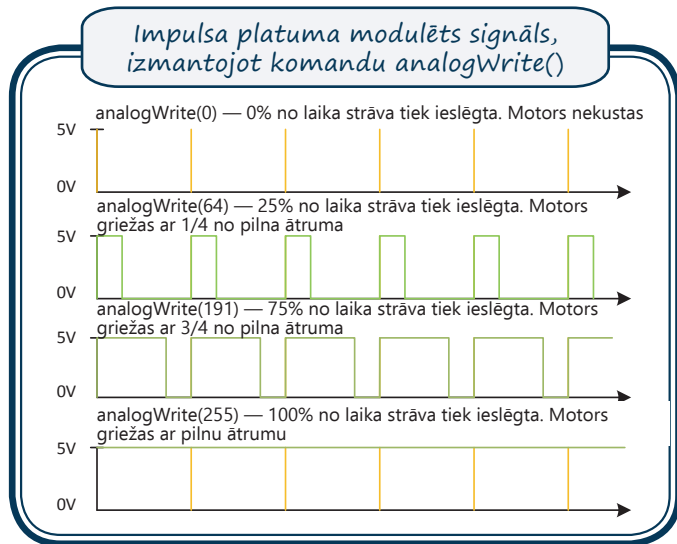 Impulsa platuma modulēts signāls,
izmantojot komandu analogWrite()
analogWrite(0) — 0% no laika strāva tiek ieslēgta. Motors nekustas
5V
0V
analogWrite(64) — 25% no laika strāva tiek ieslēgta. Motors
griežas ar 1/4 no pilna ātruma
5V
0V
analogWrite(191) — 75% no laika strāva tiek ieslēgta. Motors
griežas ar 3/4 no pilna ātruma
5V
0V
analogWrite(255) — 100% no laika strāva tiek ieslēgta. Motors
griežas ar pilnu ātrumu
5V
0V